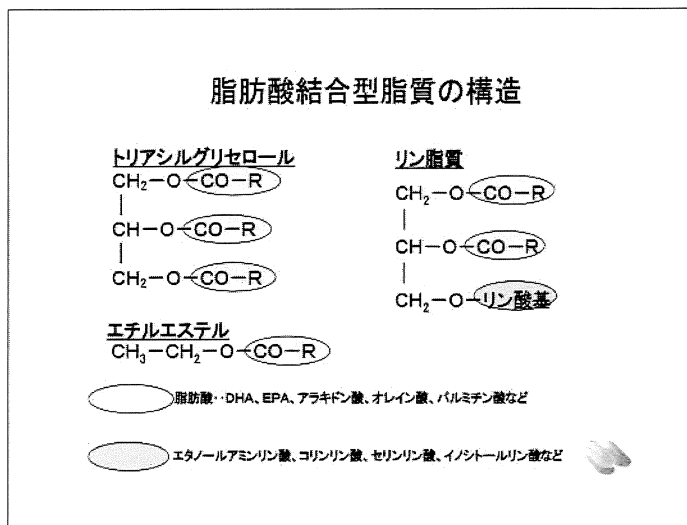 脂肪酸結合型脂質の構造
トリアシルグリセロール
CH₂－O－CO－R
CH－O－CO－R
CH₂－O－CO－R
リン脂質
CH₂－O－CO－R
CH－O－CO－R
CH₂－O－リン酸基
エチルエステル
CH₃－CH₂－O－CO－R
脂肪酸‥DHA、EPA、アラキドン酸、オレイン酸、パルミチン酸など
エタノールアミンリン酸、コリンリン酸、セリンリン酸、イノシトールリン酸など